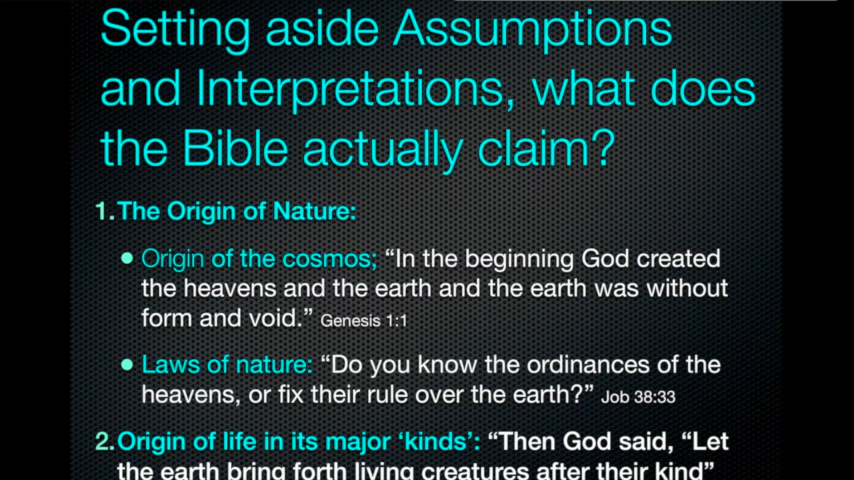 Setting aside Assumptions
and Interpretations, what does
the Bible actually claim?
1. The Origin of Nature:
• Origin of the cosmos; “In the beginning God created
the heavens and the earth and the earth was without
form and void.” Genesis 1:1
• Laws of nature: “Do you know the ordinances of the
heavens, or fix their rule over the earth?” Job 38:33
2. Origin of life in its major ‘kinds’: “Then God said, “Let
the earth bring forth living creatures after their kind”